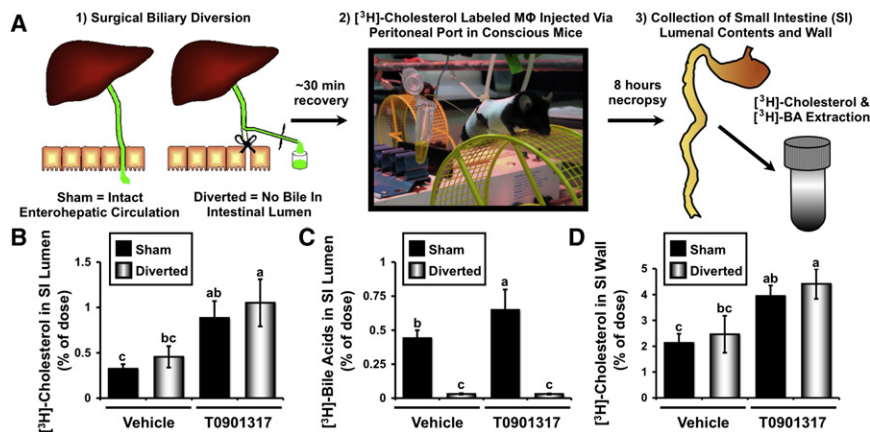 A
1) Surgical Biliary Diversion
2) [³H]-Cholesterol Labeled MΦ Injected Via
Peritoneal Port in Conscious Mice
3) Collection of Small Intestine (SI)
Lumenal Contents and Wall
~30 min
recovery
8 hours
necropsy
[³H]-Cholesterol &
[³H]-BA Extraction
Sham = Intact
Enterohepatic Circulation
Diverted = No Bile In
Intestinal Lumen
B
[³H]-Cholesterol in SI Lumen
(% of dose)
Sham
Diverted
1.5
1
0.5
0
c
bc
ab
a
Vehicle
T0901317
C
[³H]-Bile Acids in SI Lumen
(% of dose)
Sham
Diverted
1
0.75
0.5
0.25
0
b
c
a
c
Vehicle
T0901317
D
[³H]-Cholesterol in SI Wall
(% of dose)
Sham
Diverted
5
4
3
2
1
0
c
bc
ab
a
Vehicle
T0901317